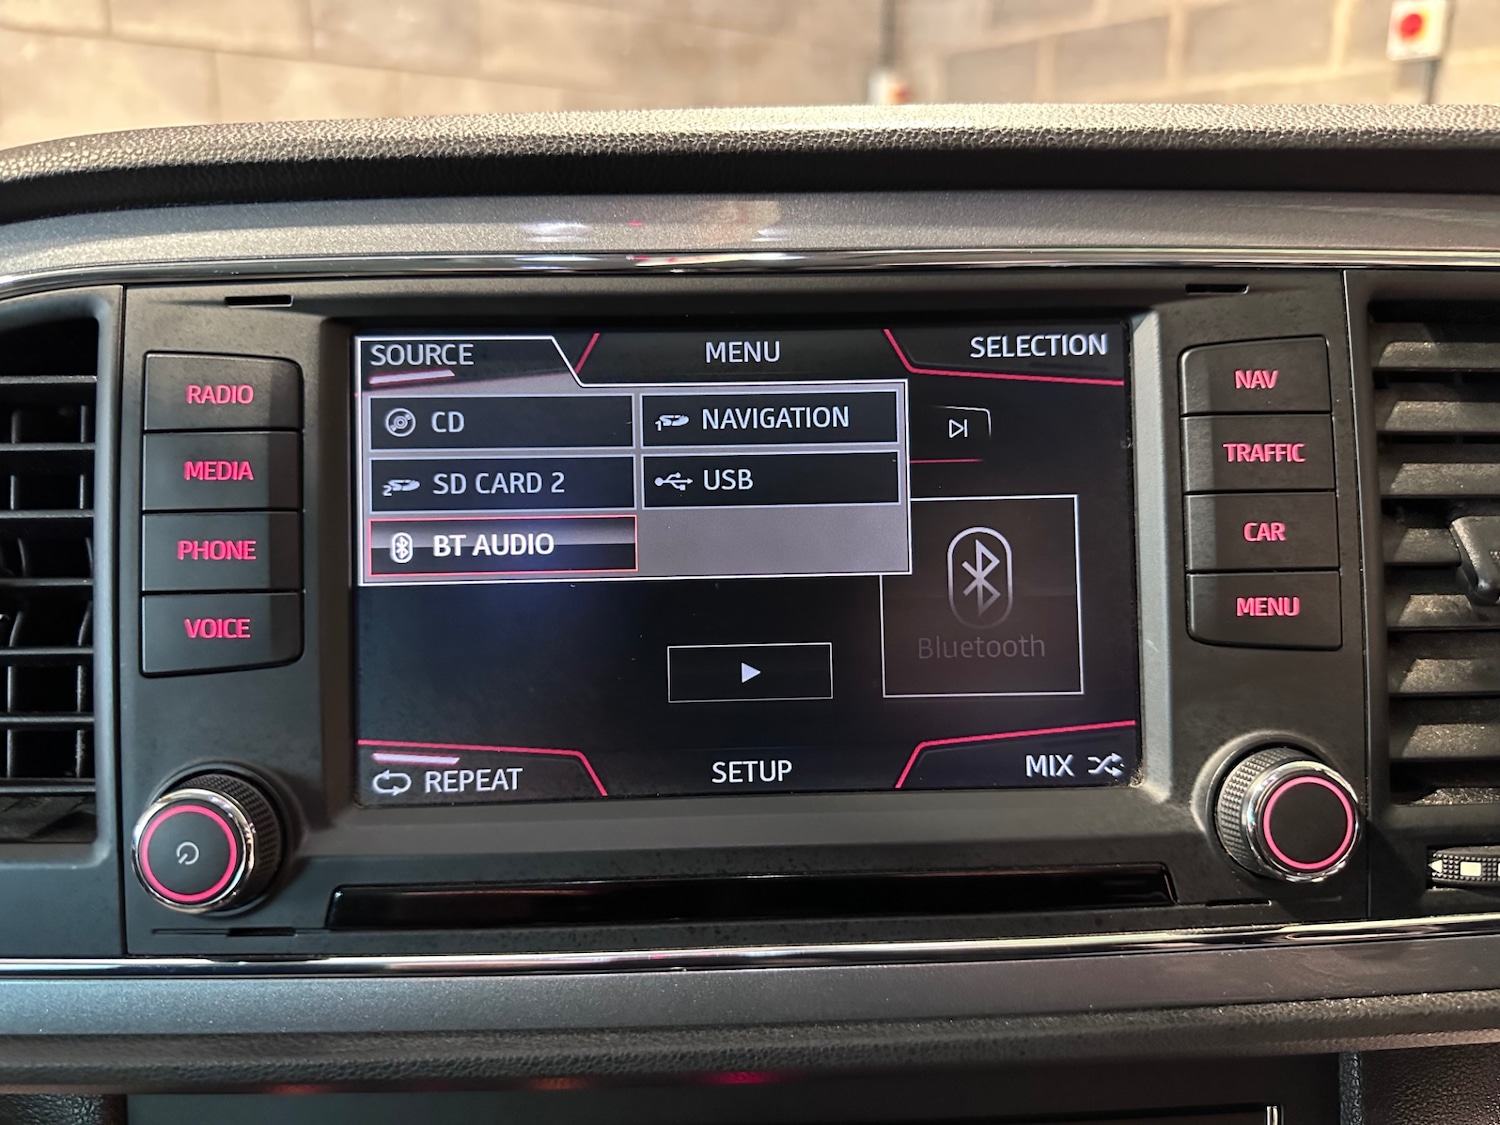 RADIO
MEDIA
PHONE
VOICE
SOURCE
MENU
SELECTION
CD
NAVIGATION
SD CARD 2
USB
BT AUDIO
Bluetooth
REPEAT
SETUP
MIX
NAV
TRAFFIC
CAR
MENU